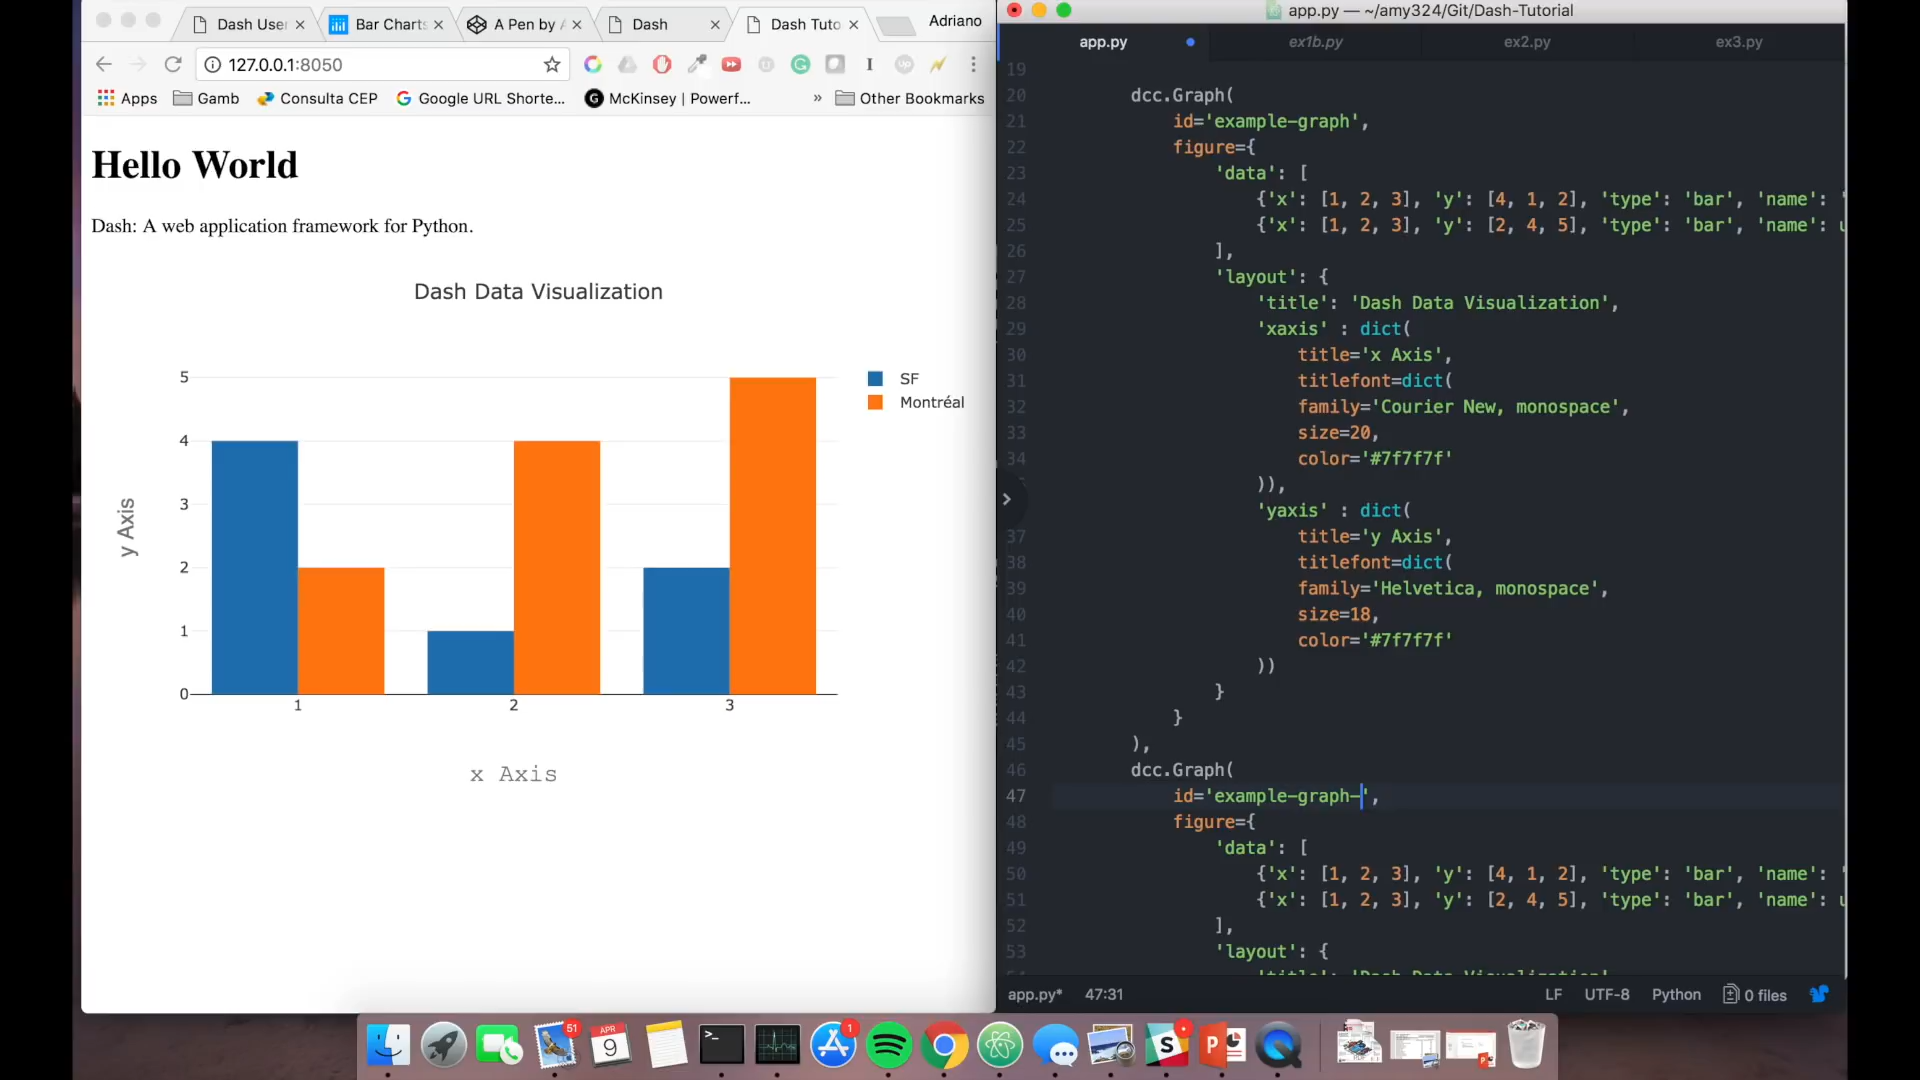 Dash User
Bar Charts
A Pen by A
Dash
Dash Tuto
Adriano
127.0.0.1:8050
Apps
Gamb
Consulta CEP
Google URL Shorte...
McKinsey | Powerf...
»
Other Bookmarks
Hello World
Dash: A web application framework for Python.
Dash Data Visualization
5
4
3
2
1
0
1
2
3
y Axis
x Axis
SF
Montréal
app.py — ~/amy324/Git/Dash-Tutorial
app.py
ex1b.py
ex2.py
ex3.py
19
20 dcc.Graph(
21 id='example-graph',
22 figure={
23 'data': [
24 {'x': [1, 2, 3], 'y': [4, 1, 2], 'type': 'bar', 'name': '
25 {'x': [1, 2, 3], 'y': [2, 4, 5], 'type': 'bar', 'name': u
26 ],
27 'layout': {
28 'title': 'Dash Data Visualization',
29 'xaxis' : dict(
30 title='x Axis',
31 titlefont=dict(
32 family='Courier New, monospace',
33 size=20,
34 color='#7f7f7f'
)),
'yaxis' : dict(
37 title='y Axis',
38 titlefont=dict(
39 family='Helvetica, monospace',
40 size=18,
41 color='#7f7f7f'
42 ))
43 }
44 }
45 ),
46 dcc.Graph(
47 id='example-graph-',
48 figure={
49 'data': [
50 {'x': [1, 2, 3], 'y': [4, 1, 2], 'type': 'bar', 'name': '
51 {'x': [1, 2, 3], 'y': [2, 4, 5], 'type': 'bar', 'name': u
52 ],
53 'layout': {
'title': 'Dash Data Visualization'
app.py*
47:31
LF
UTF-8
Python
0 files
51
APR
9
1